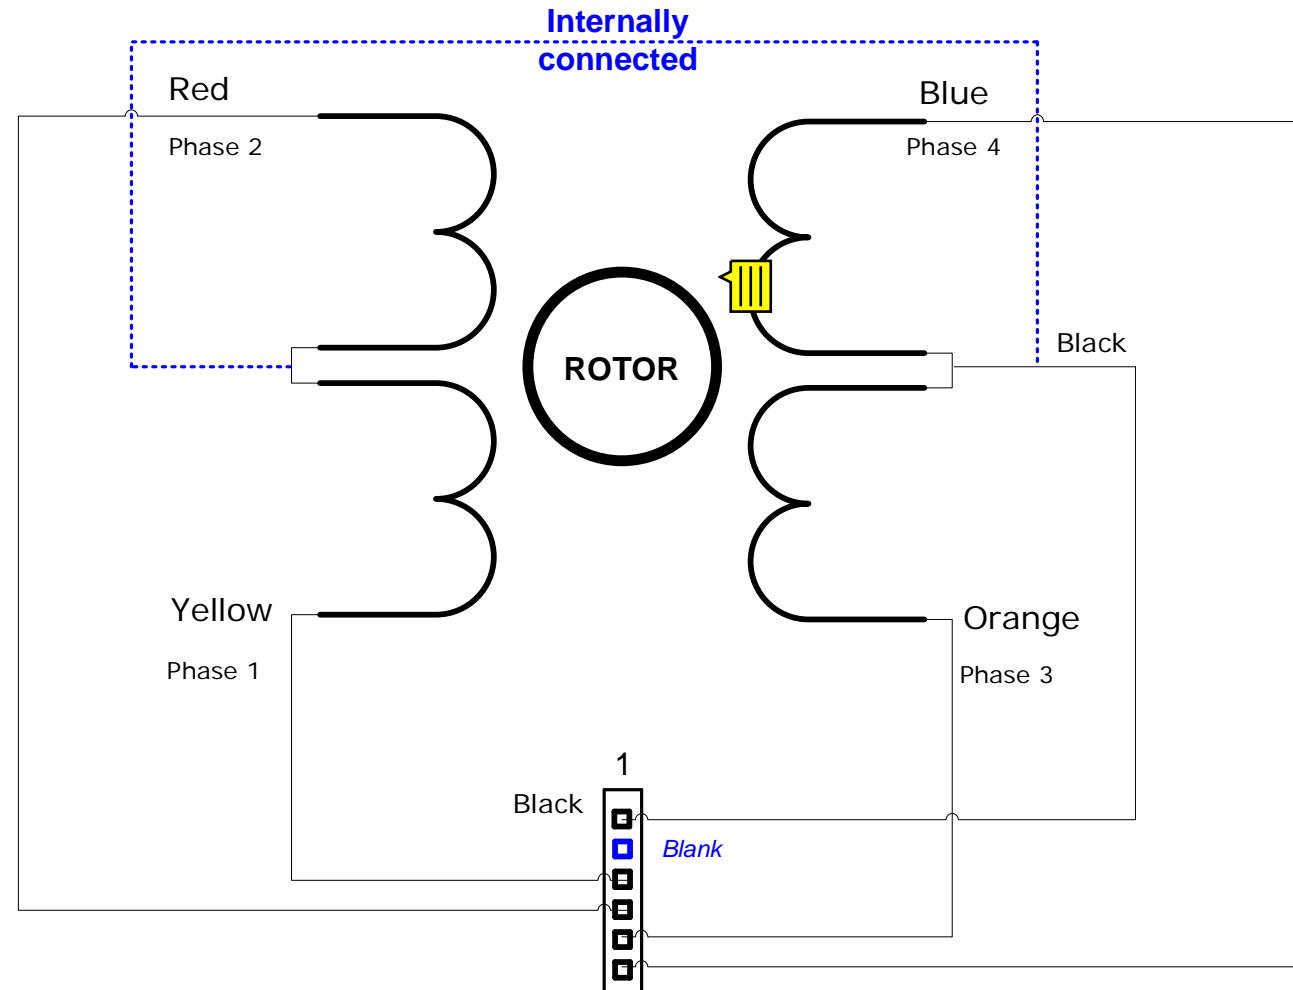 Internally
connected
Red
Blue
Phase 2
Phase 4
Black
ROTOR
Yellow
Orange
Phase 1
Phase 3
1
Black
Blank